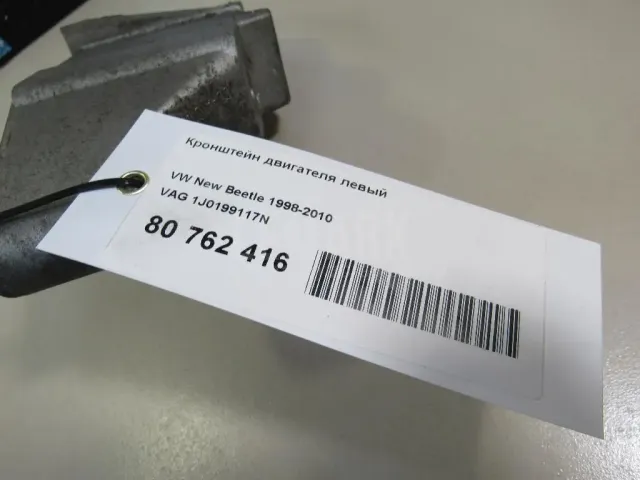 Кронштейн двигателя левый
VW New Beetle 1998-2010
VAG 1J0199117N
80 762 416